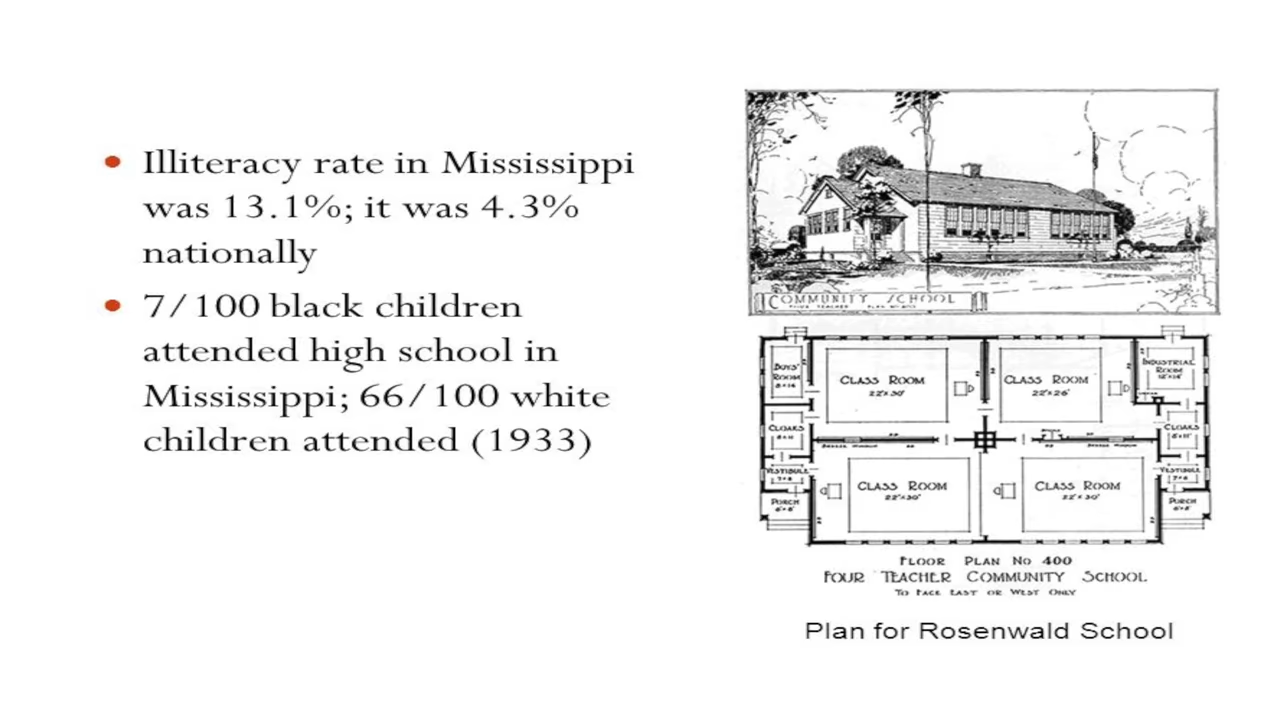 • Illiteracy rate in Mississippi
was 13.1%; it was 4.3%
nationally
• 7/100 black children
attended high school in
Mississippi; 66/100 white
children attended (1933)
COMMUNITY SCHOOL
BOYS'
ROOM
CLASS ROOM
22'x30'
CLASS ROOM
22'x26'
INDUSTRIAL
ROOM
CLOAKS
CLOAKS
VESTIBULE
CLASS ROOM
22'x30'
CLASS ROOM
22'x30'
VESTIBULE
PORCH
PORCH
FLOOR PLAN NO 400
FOUR TEACHER COMMUNITY SCHOOL
TO FACE EAST OR WEST ONLY
Plan for Rosenwald School